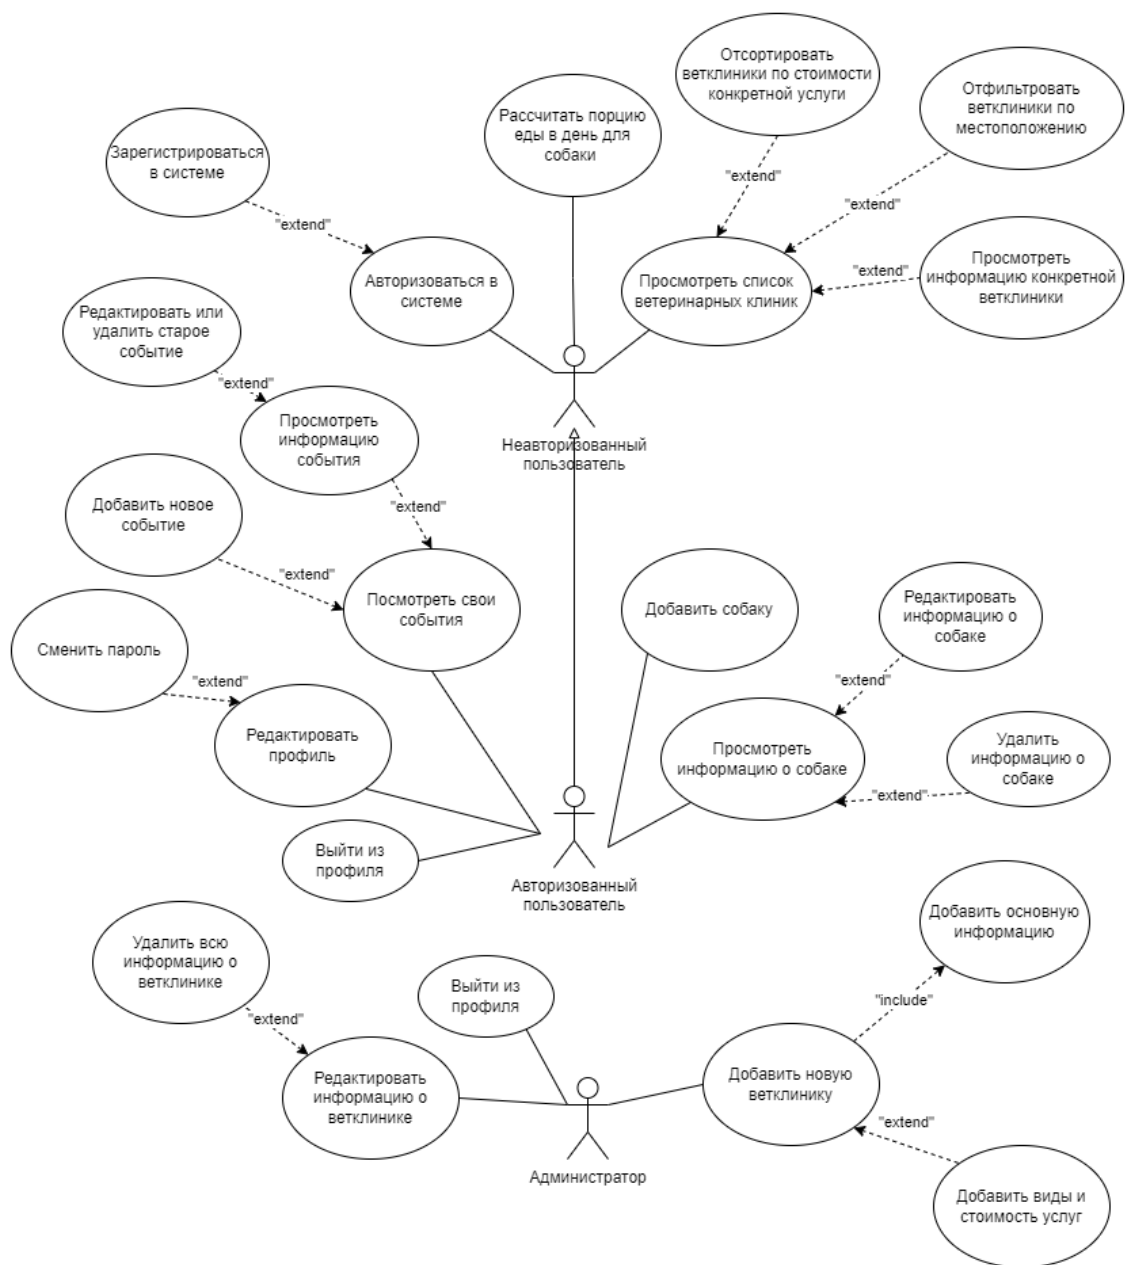 Отсортировать
ветклиники по стоимости
конкретной услуги
Отфильтровать
ветклиники по
местоположению
Рассчитать порцию
еды в день для
собаки
Зарегистрироваться
в системе
"extend"
"extend"
"extend"
"extend"
Авторизоваться в
системе
Просмотреть список
ветеринарных клиник
"extend"
Просмотреть
информацию конкретной
ветклиники
Редактировать или
удалить старое
событие
"extend"
Просмотреть
информацию
события
Неавторизованный
пользователь
Добавить новое
событие
"extend"
"extend"
Посмотреть свои
события
Добавить собаку
Редактировать
информацию о
собаке
Сменить пароль
"extend"
"extend"
Редактировать
профиль
Просмотреть
информацию о собаке
Удалить
информацию о
собаке
"extend"
Выйти из
профиля
Авторизованный
пользователь
Добавить основную
информацию
Удалить всю
информацию о
ветклинике
Выйти из
профиля
"include"
"extend"
Редактировать
информацию о
ветклинике
Добавить новую
ветклинику
"extend"
Администратор
Добавить виды и
стоимость услуг